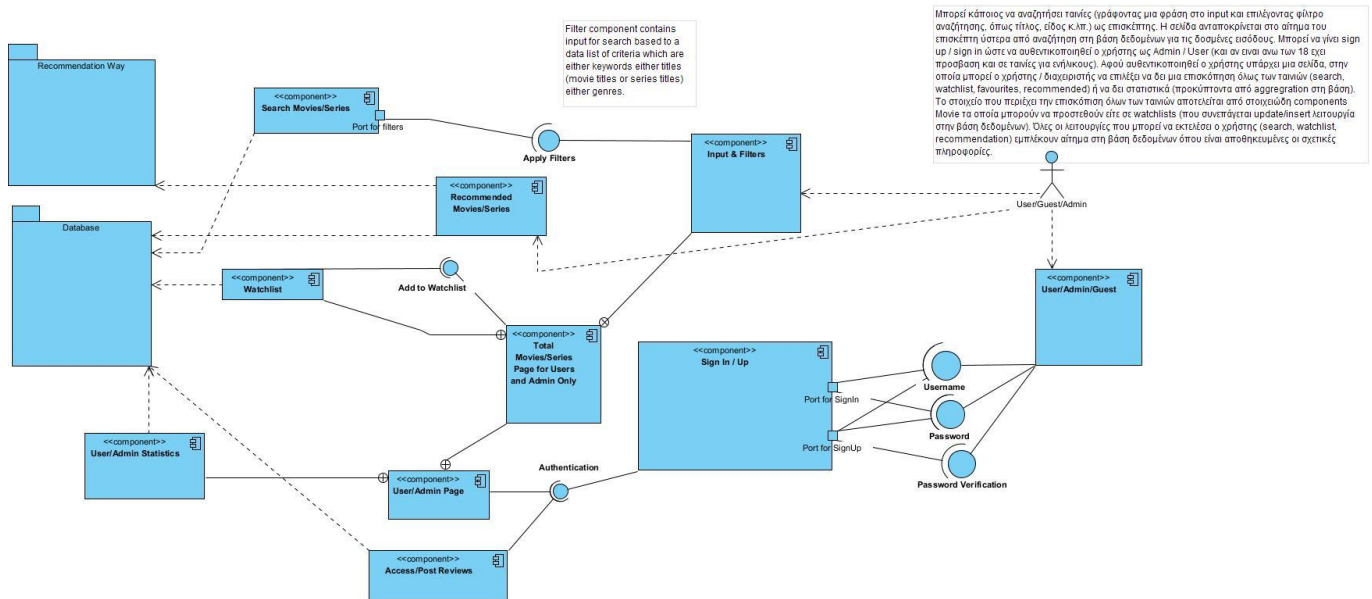 Filter component contains
input for search based to a
data list of criteria which are
either keywords either titles
(movie titles or series titles)
either genres.
Μπορεί κάποιος να αναζητήσει ταινίες (γράφοντας μια φράση στο input και επιλέγοντας φίλτρο
αναζήτησης, όπως τίτλος, είδος κ.λπ.) ως επισκέπτης. Η σελίδα ανταποκρίνεται στο αίτημα του
επισκέπτη ύστερα από αναζήτηση στη βάση δεδομένων για τις δοσμένες εισόδους. Μπορεί να γίνει sign
up / sign in ώστε να αυθεντικοποιηθεί ο χρήστης ως Admin / User (και αν ειναι ανω των 18 εχει
προσβαση και σε ταινίες για ενήλικους). Αφού αυθεντικοποιηθεί ο χρήστης υπάρχει μια σελίδα, στην
οποία μπορεί ο χρήστης / διαχειριστής να επιλέξει να δει μια επισκόπηση όλως των ταινιών (search,
watchlist, favourites, recommended) ή να δει στατιστικά (προκύπτοντα από aggregration στη βάση).
Το στοιχείο που περιέχει την επισκόπιση όλων των ταινιών αποτελείται από στοιχειώδη components
Movie τα οποία μπορούν να προστεθούν είτε σε watchlists (που συνεπάγεται update/insert λειτουργία
στην βάση δεδομένων). Όλες οι λειτουργίες που μπορεί να εκτελέσει ο χρήστης (search, watchlist,
recommendation) εμπλέκουν αίτημα στη βάση δεδομένων όπου είναι αποθηκευμένες οι σχετικές
πληροφορίες.
Recommendation Way
<<component>>
Search Movies/Series
Port for filters
Apply Filters
<<component>>
Input & Filters
<<component>>
Recommended
Movies/Series
User/Guest/Admin
Database
<<component>>
Watchlist
Add to Watchlist
<<component>>
User/Admin/Guest
<<component>>
Total
Movies/Series
Page for Users
and Admin Only
<<component>>
Sign In / Up
Port for SignIn
Port for SignUp
Username
Password
Password Verification
<<component>>
User/Admin Statistics
<<component>>
User/Admin Page
Authentication
<<component>>
Access/Post Reviews